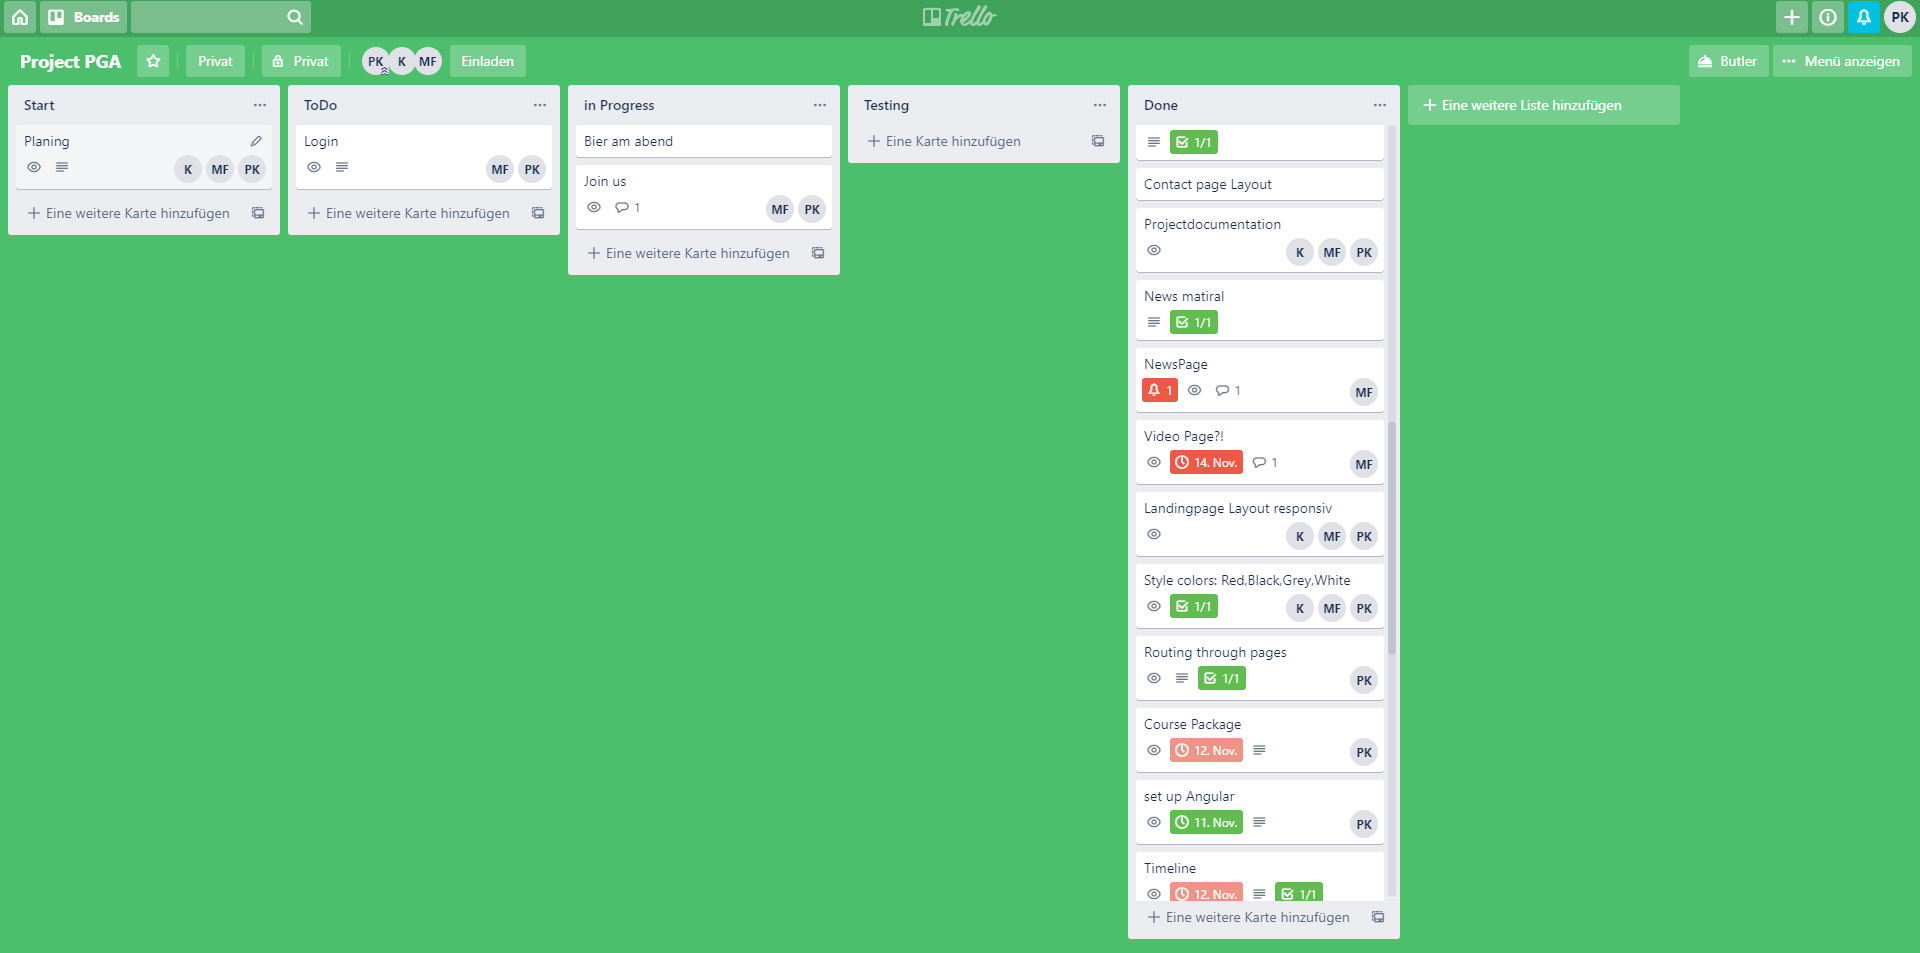 Boards
Trello
PK
Project PGA
Privat
Privat
PK K MF
Einladen
Butler
Menü anzeigen
Start
Planing
K MF PK
Eine weitere Karte hinzufügen
ToDo
Login
MF PK
Eine weitere Karte hinzufügen
in Progress
Bier am abend
Join us
1
MF PK
Eine weitere Karte hinzufügen
Testing
Eine Karte hinzufügen
Done
1/1
Contact page Layout
Projectdocumentation
K MF PK
News matiral
1/1
NewsPage
1 1 MF
Video Page?!
14. Nov. 1 MF
Landingpage Layout responsiv
K MF PK
Style colors: Red,Black,Grey,White
1/1 K MF PK
Routing through pages
1/1 PK
Course Package
12. Nov. PK
set up Angular
11. Nov. PK
Timeline
12. Nov. 1/1
Eine weitere Karte hinzufügen
Eine weitere Liste hinzufügen